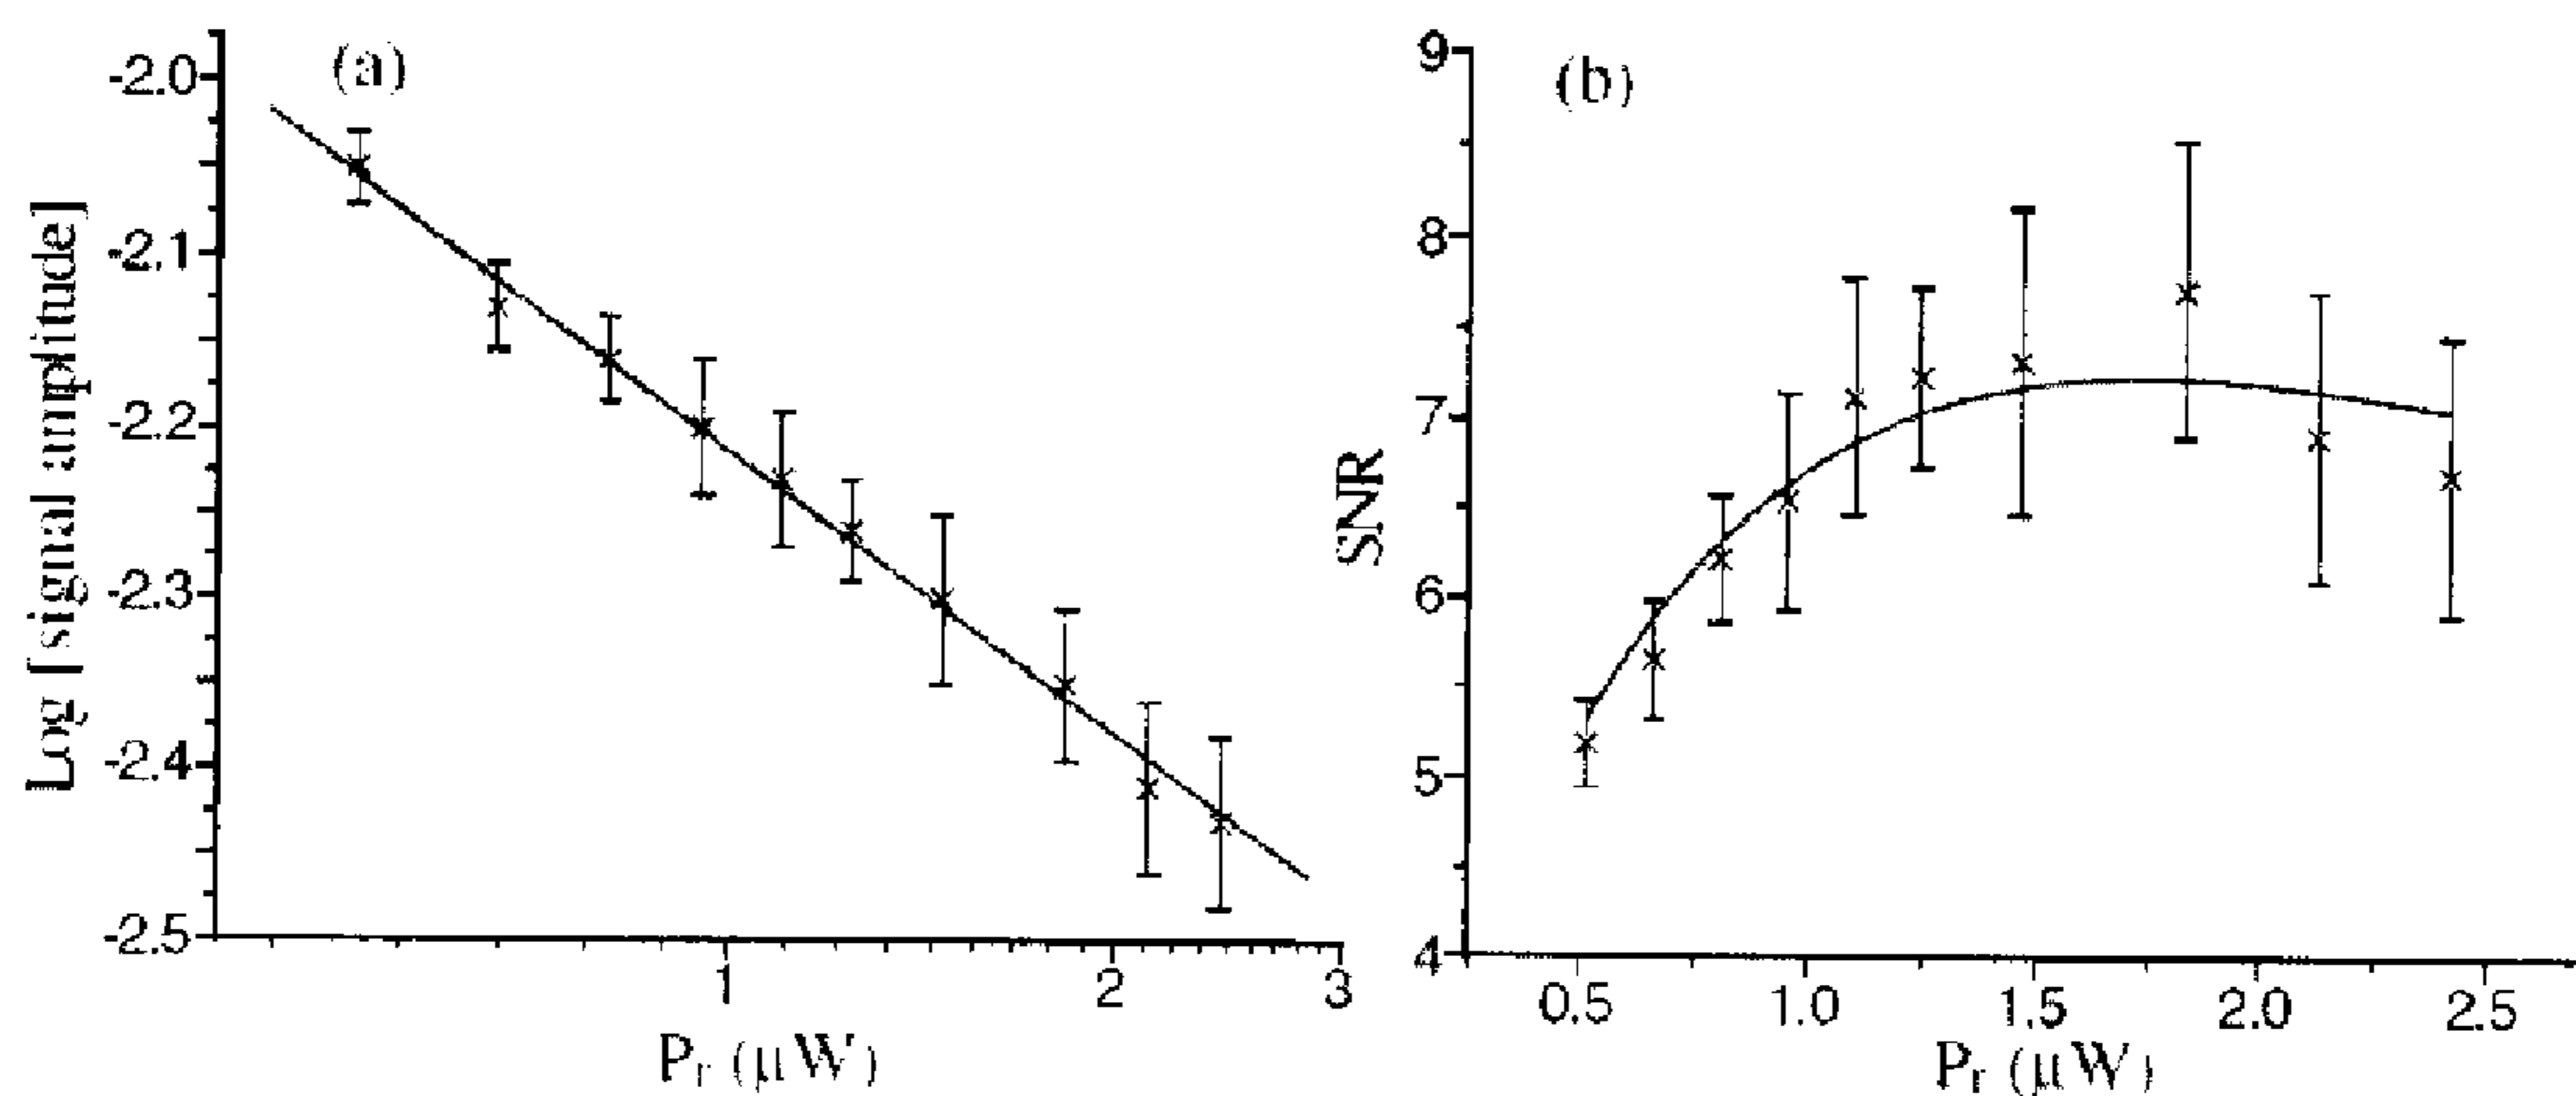 (a)
Log [signal amplitude]
-2.0
-2.1
-2.2
-2.3
-2.4
-2.5
1 2 3
Pr (μW)
(b)
SNR
9
8
7
6
5
4
0.5 1.0 1.5 2.0 2.5
Pr (μW)